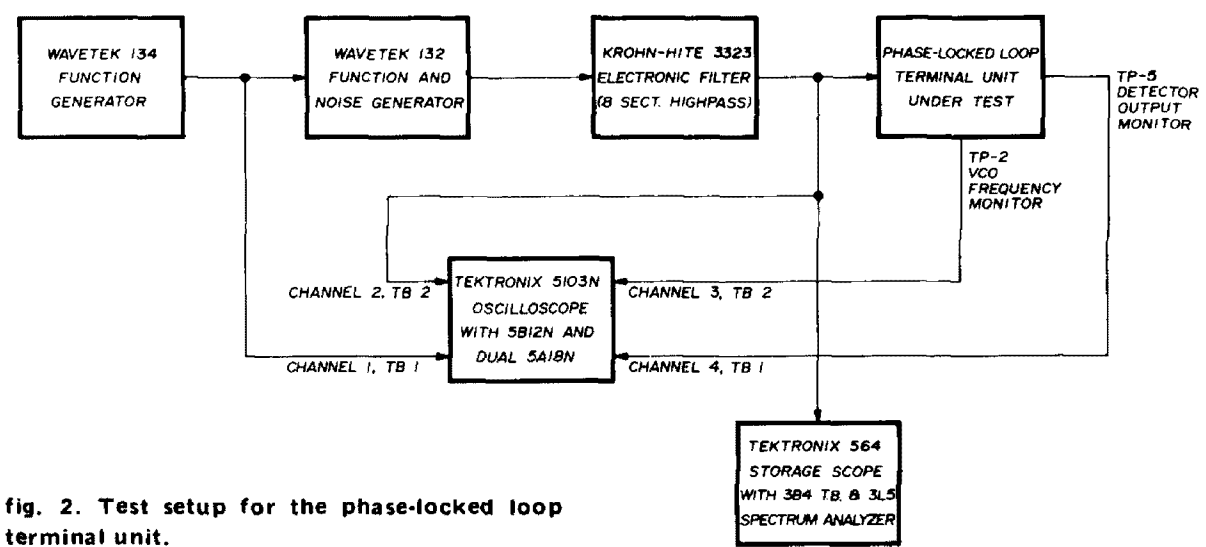 WAVETEK 134
FUNCTION
GENERATOR
WAVETEK 132
FUNCTION AND
NOISE GENERATOR
KROHN-HITE 3323
ELECTRONIC FILTER
(8 SECT. HIGHPASS)
PHASE-LOCKED LOOP
TERMINAL UNIT
UNDER TEST
TP-5
DETECTOR
OUTPUT
MONITOR
TP-2
VCO
FREQUENCY
MONITOR
CHANNEL 2, TB 2
TEKTRONIX 5103N
OSCILLOSCOPE
WITH 5B12N AND
DUAL 5A18N
CHANNEL 3, TB 2
CHANNEL 1, TB 1
CHANNEL 4, TB 1
TEKTRONIX 564
STORAGE SCOPE
WITH 3B4 TB. & 3L5
SPECTRUM ANALYZER
fig. 2. Test setup for the phase-locked loop
terminal unit.